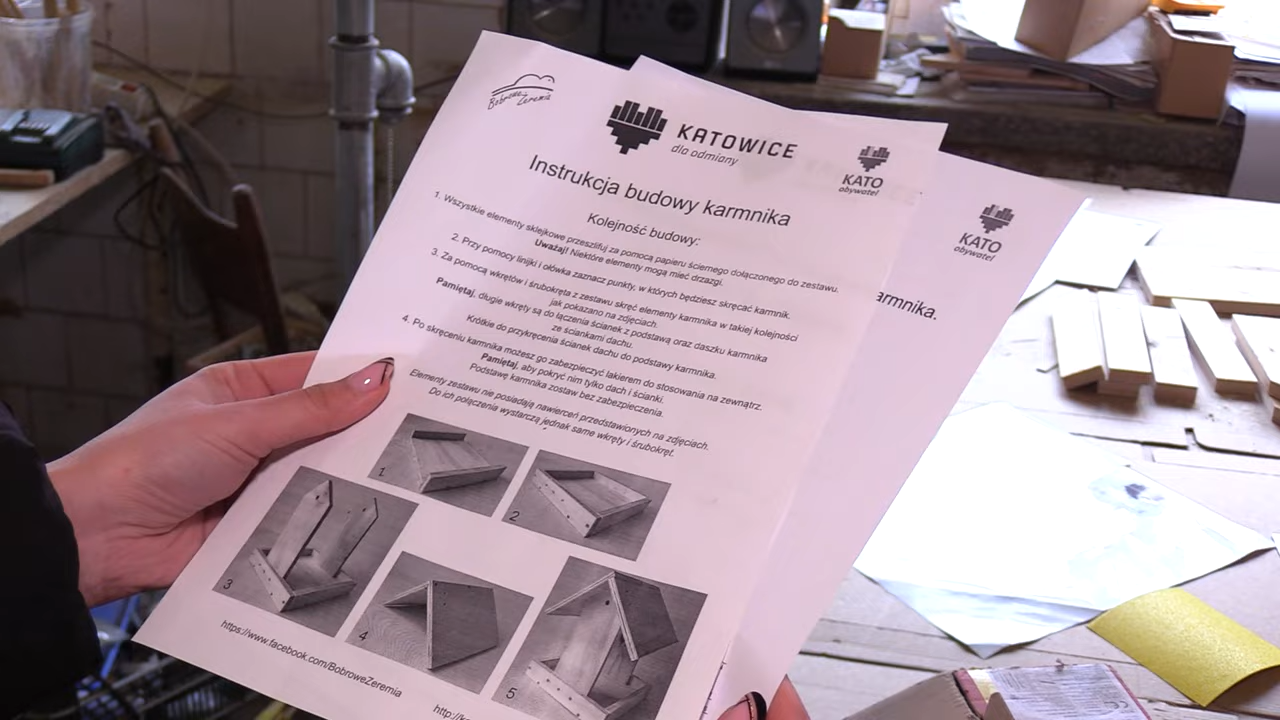 Bobrowe Żeremia
KATOWICE
dla odmiany
KATO
obywatel
Instrukcja budowy karmnika
Kolejność budowy:
1. Wszystkie elementy sklejkowe przeszlifuj za pomocą papieru ściernego dołączonego do zestawu.
Uważaj! Niektóre elementy mogą mieć drzazgi.
2. Przy pomocy linijki i ołówka zaznacz punkty, w których będziesz skręcać karmnik.
3. Za pomocą wkrętów i śrubokręta z zestawu skręć elementy karmnika w takiej kolejności
jak pokazano na zdjęciach.
Pamiętaj, długie wkręty są do łączenia ścianek z podstawą oraz daszku karmnika
ze ściankami dachu.
Krótkie do przykręcenia ścianek dachu do podstawy karmnika.
4. Po skręceniu karmnika możesz go zabezpieczyć lakierem do stosowania na zewnątrz.
Pamiętaj, aby pokryć nim tylko dach i ścianki.
Podstawę karmnika zostaw bez zabezpieczenia.
Elementy zestawu nie posiadają nawierceń przedstawionych na zdjęciach.
Do ich połączenia wystarczą jednak same wkręty i śrubokręt.
1
2
3
4
5
https://www.facebook.com/BobroweZeremia
KATO
obywatel
armnika.